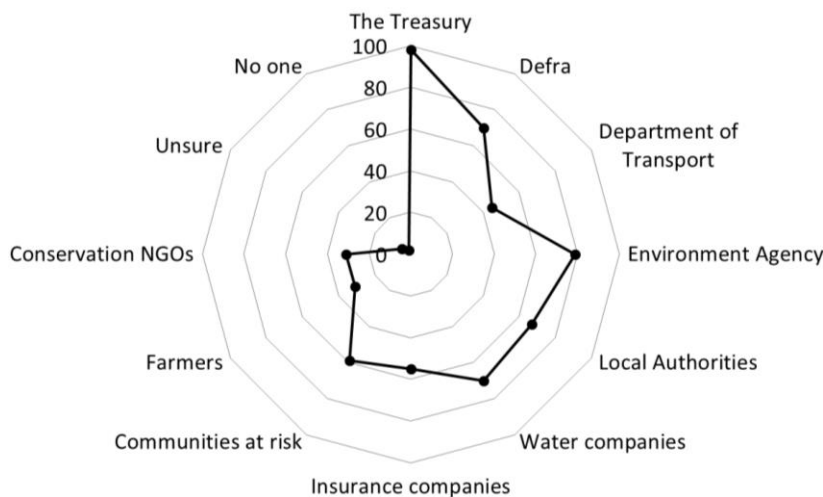 The Treasury
100
No one
Defra
80
Unsure
60
Department of
Transport
40
20
Conservation NGOs
0
Environment Agency
Farmers
Local Authorities
Communities at risk
Water companies
Insurance companies